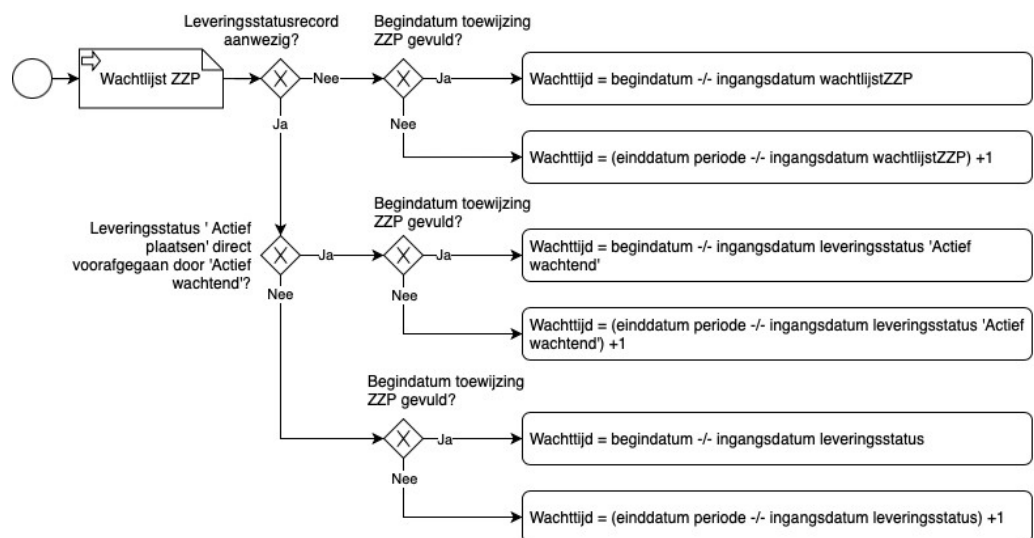 Leveringsstatusrecord
aanwezig?
Begindatum toewijzing
ZZP gevuld?
Wachtlijst ZZP
X
Nee
X
Ja
Wachttijd = begindatum -/- ingangsdatum wachtlijstZZP
Ja
Nee
Wachttijd = (einddatum periode -/- ingangsdatum wachtlijstZZP) +1
Begindatum toewijzing
ZZP gevuld?
Leveringsstatus ' Actief
plaatsen' direct
voorafgegaan door 'Actief
wachtend'?
X
Ja
X
Ja
Wachttijd = begindatum -/- ingangsdatum leveringsstatus 'Actief
wachtend'
Nee
Nee
Wachttijd = (einddatum periode -/- ingangsdatum leveringsstatus 'Actief
wachtend') +1
Begindatum toewijzing
ZZP gevuld?
X
Ja
Wachttijd = begindatum -/- ingangsdatum leveringsstatus
Nee
Wachttijd = (einddatum periode -/- ingangsdatum leveringsstatus) +1